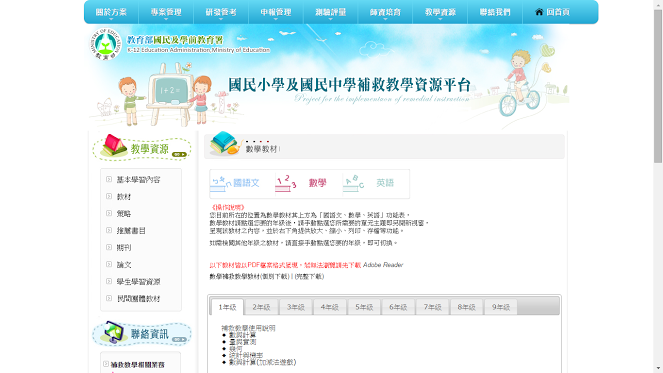 關於方案 專案管理 研發管考 申報管理 測驗評量 師資培育 教學資源 聯絡我們 回首頁
MINISTRY OF EDUCATION
教育部國民及學前教育署
K-12 Education Administration, Ministry of Education
1+2=
國民小學及國民中學補救教學資源平台
Project for the implementation of remedial instruction
教學資源
基本學習內容
教材
策略
推薦書目
期刊
論文
學生學習資源
民間團體教材
聯絡資訊
補救教學相關業務
數學教材
國語文 數學 英語
《操作說明》
您目前所在的位置為數學教材其上方為「國語文、數學、英語」功能表，
數學教材請點選您要的年級後，請手動點選您所需要的單元主題即另開新視窗，
呈現該教材之內容，並於右下角提供放大、縮小、列印、存檔等功能。
如需換閱其他年級之教材，請直接手動點選您要的年級，即可切換。
以下教材皆以PDF檔案格式呈現，若無法瀏覽請先下載 Adobe Reader
數學補救教學教材(個別下載) | (完整下載)
1年級 2年級 3年級 4年級 5年級 6年級 7年級 8年級 9年級
補救教學使用說明
數與計算
量與實測
幾何
統計與機率
數與計算(加減法遊戲)